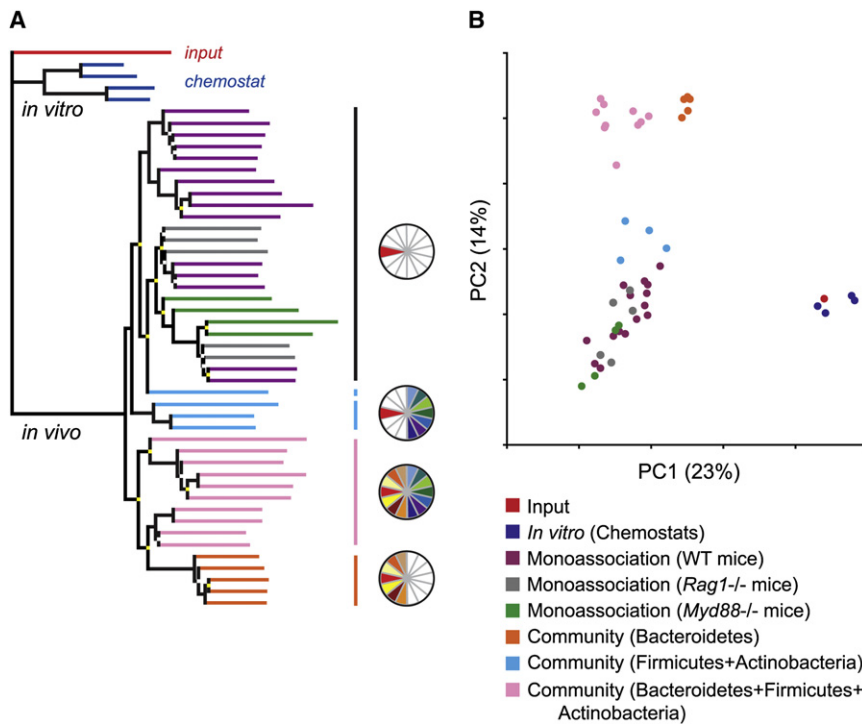 A
input
chemostat
in vitro
in vivo
B
PC2 (14%)
PC1 (23%)
Input
In vitro (Chemostats)
Monoassociation (WT mice)
Monoassociation (Rag1-/- mice)
Monoassociation (Myd88-/- mice)
Community (Bacteroidetes)
Community (Firmicutes+Actinobacteria)
Community (Bacteroidetes+Firmicutes+
Actinobacteria)